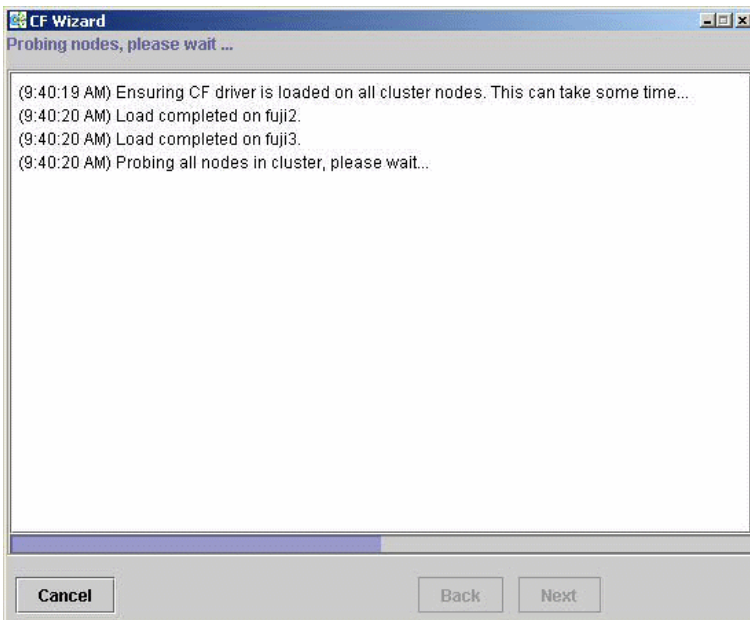 CF Wizard
Probing nodes, please wait ...
(9:40:19 AM) Ensuring CF driver is loaded on all cluster nodes. This can take some time...
(9:40:20 AM) Load completed on fuji2.
(9:40:20 AM) Load completed on fuji3.
(9:40:20 AM) Probing all nodes in cluster, please wait...
Cancel Back Next